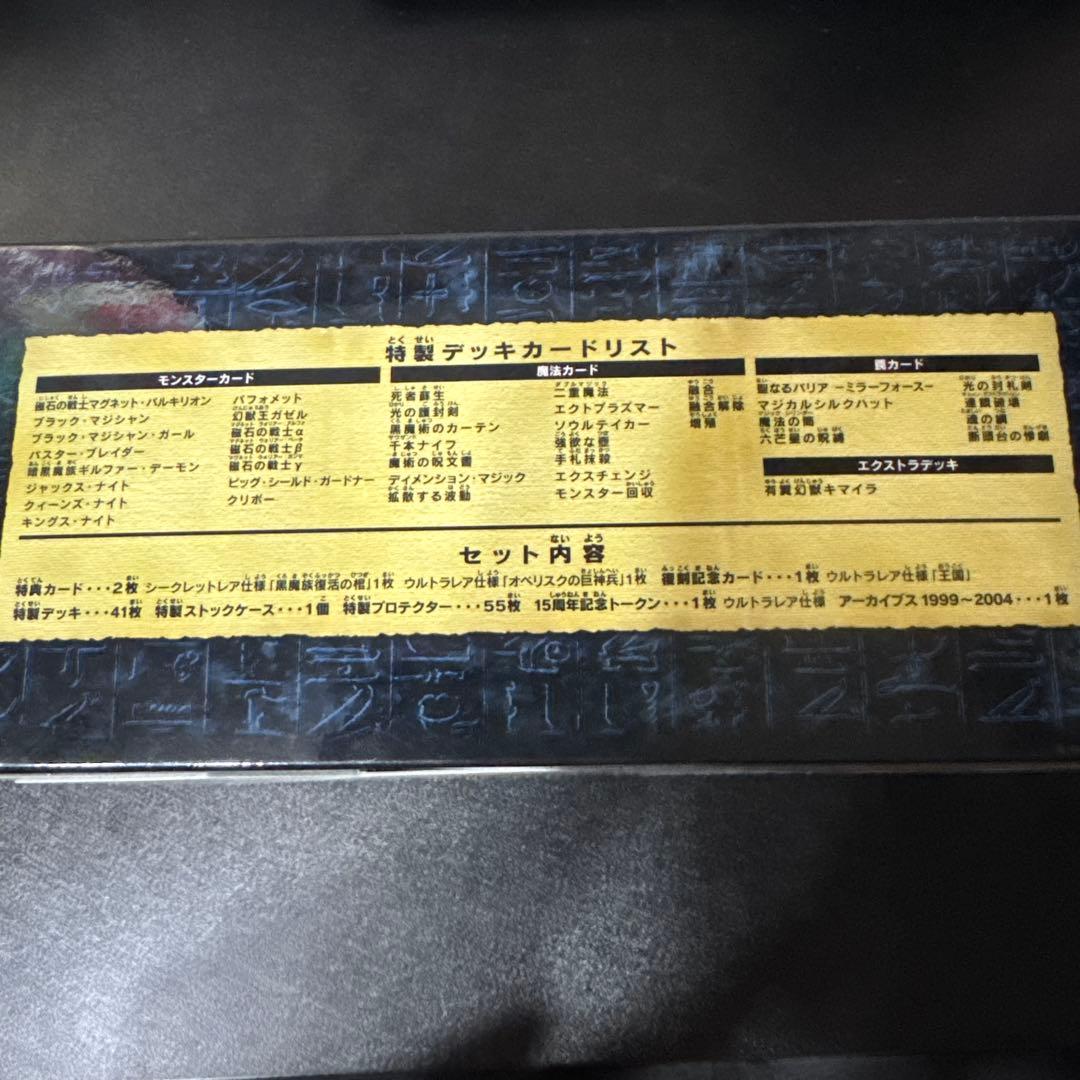 特製デッキカードリスト
モンスターカード
磁石の戦士マグネット・バルキリオン
ブラック・マジシャン
ブラック・マジシャン・ガール
バスター・ブレイダー
暗黒魔族ギルファー・デーモン
ジャックス・ナイト
クィーンズ・ナイト
キングス・ナイト
バフォメット
幻獣王ガゼル
磁石の戦士α
磁石の戦士β
磁石の戦士γ
ビッグ・シールド・ガードナー
クリボー
魔法カード
死者蘇生
光の護封剣
黒魔術のカーテン
千本ナイフ
魔術の呪文書
ディメンション・マジック
拡散する波動
二重魔法
エクトプラズマー
ソウルテイカー
強欲な壺
手札抹殺
エクスチェンジ
モンスター回収
融合
融合解除
増殖
罠カード
聖なるバリア －ミラーフォース－
マジカルシルクハット
魔法の筒
六芒星の呪縛
光の封札剣
連鎖破壊
魂の綱
断頭台の惨劇
エクストラデッキ
有翼幻獣キマイラ
セット内容
特典カード・・・2枚 シークレットレア仕様「黒魔族復活の棺」1枚 ウルトラレア仕様「オベリスクの巨神兵」1枚 復刻記念カード・・・1枚 ウルトラレア仕様「王国」
特製デッキ・・・41枚 特製ストックケース・・・1個 特製プロテクター・・・55枚 15周年記念トークン・・・1枚 ウルトラレア仕様 アーカイブス 1999～2004・・・1枚